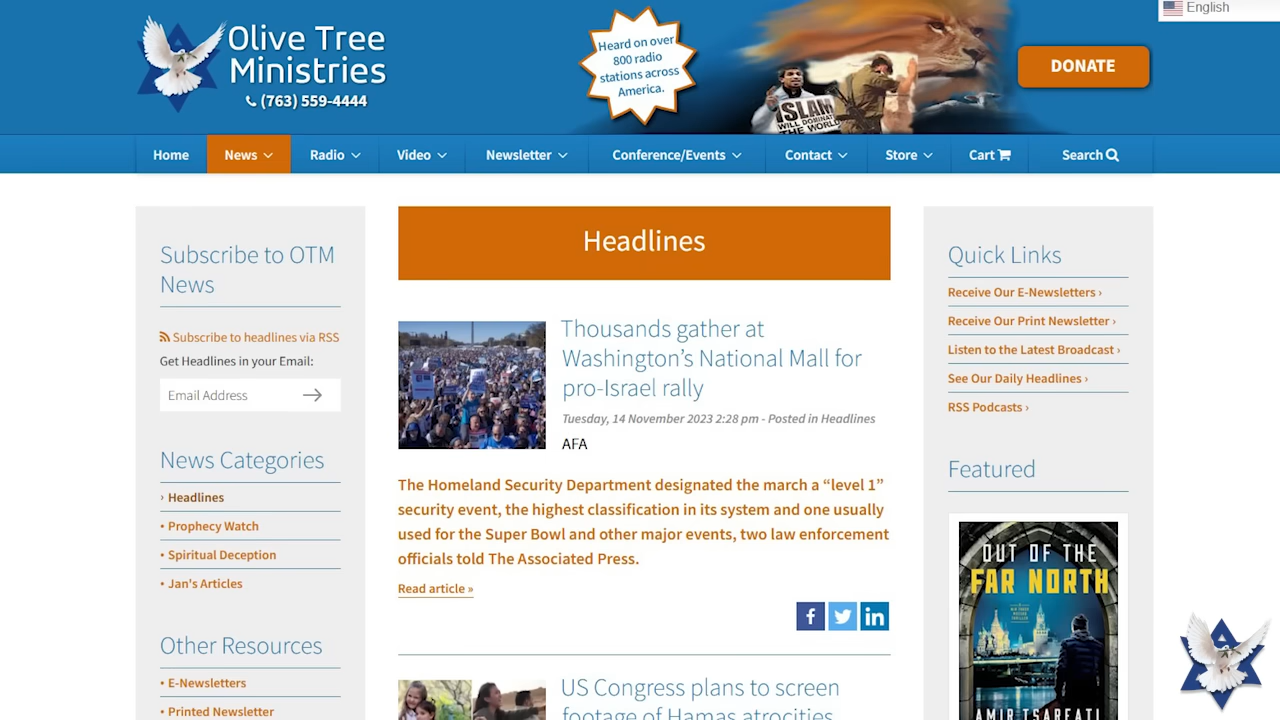 English
Olive Tree
Ministries
(763) 559-4444
Heard on over
800 radio
stations across
America.
ISLAM
WILL DOMINATE
THE WORLD
DONATE
Home
News
Radio
Video
Newsletter
Conference/Events
Contact
Store
Cart
Search
Subscribe to OTM
News
Subscribe to headlines via RSS
Get Headlines in your Email:
Email Address
News Categories
› Headlines
• Prophecy Watch
• Spiritual Deception
• Jan's Articles
Other Resources
• E-Newsletters
• Printed Newsletter
Headlines
Thousands gather at
Washington’s National Mall for
pro-Israel rally
Tuesday, 14 November 2023 2:28 pm - Posted in Headlines
AFA
The Homeland Security Department designated the march a “level 1”
security event, the highest classification in its system and one usually
used for the Super Bowl and other major events, two law enforcement
officials told The Associated Press.
Read article »
US Congress plans to screen
footage of Hamas atrocities
Quick Links
Receive Our E-Newsletters ›
Receive Our Print Newsletter ›
Listen to the Latest Broadcast ›
See Our Daily Headlines ›
RSS Podcasts ›
Featured
OUT OF THE
FAR NORTH
AMIR TSARFATI